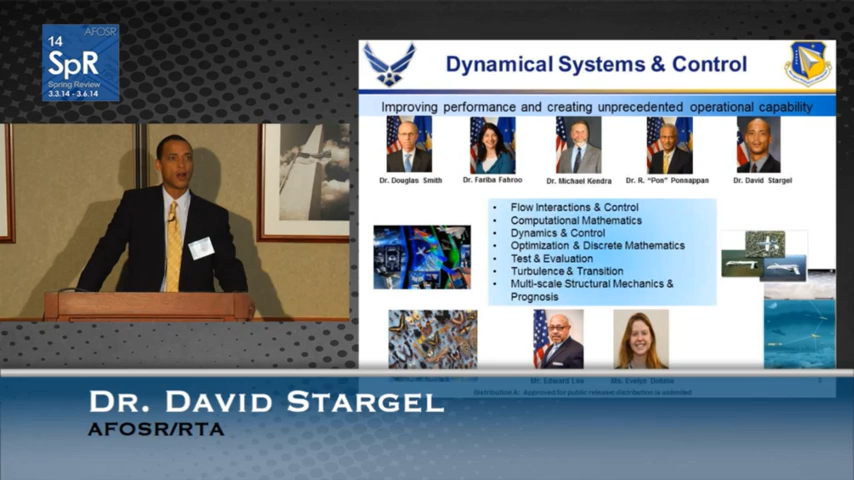 AFOSR
14
SpR
Spring Review
3.3.14 - 3.6.14
Dynamical Systems & Control
Improving performance and creating unprecedented operational capability
Dr. Douglas Smith
Dr. Fariba Fahroo
Dr. Michael Kendra
Dr. R. "Pon" Ponnappan
Dr. David Stargel
• Flow Interactions & Control
• Computational Mathematics
• Dynamics & Control
• Optimization & Discrete Mathematics
• Test & Evaluation
• Turbulence & Transition
• Multi-scale Structural Mechanics &
Prognosis
Mr. Edward Lee
Ms. Evelyn
Distribution A: Approved for public release; distribution is unlimited
DR. DAVID STARGEL
AFOSR/RTA